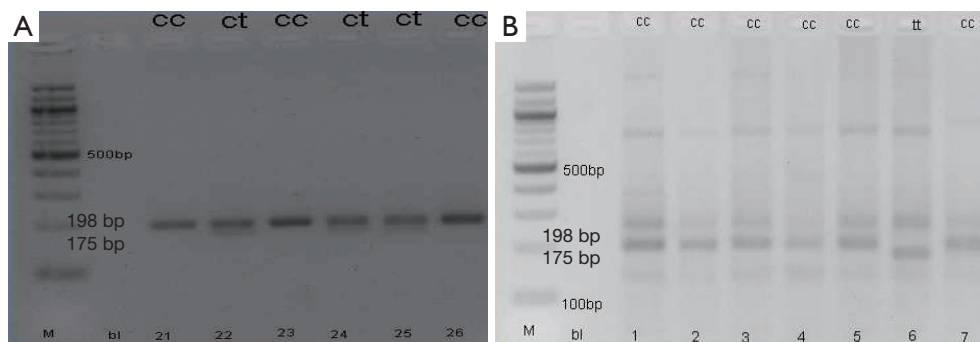 A
cc ct cc ct ct cc
500bp
198 bp
175 bp
M bl 21 22 23 24 25 26
B
cc cc cc cc cc tt cc
500bp
198 bp
175 bp
100bp
M bl 1 2 3 4 5 6 7